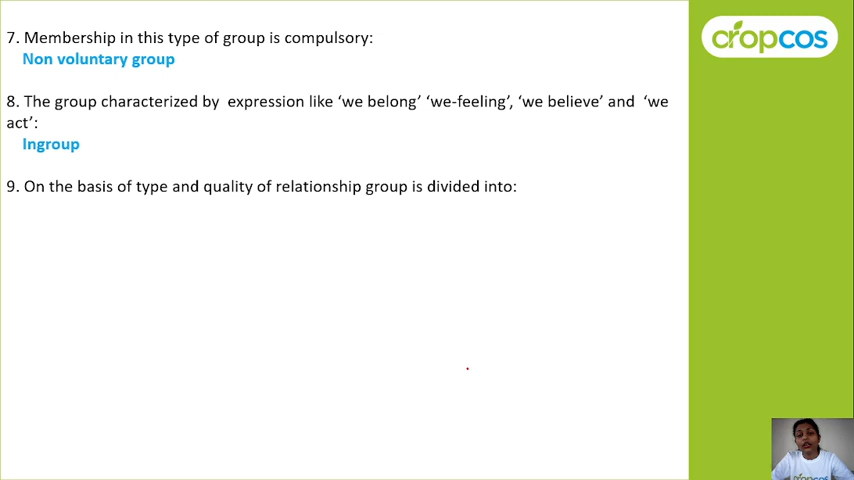 7. Membership in this type of group is compulsory:
Non voluntary group
8. The group characterized by expression like ‘we belong’ ‘we-feeling’, ‘we believe’ and ‘we
act’:
Ingroup
9. On the basis of type and quality of relationship group is divided into:
cropcos
cropcos